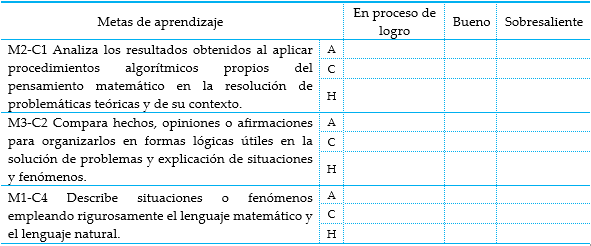 Metas de aprendizaje En proceso de logro Bueno Sobresaliente
M2-C1 Analiza los resultados obtenidos al aplicar A
procedimientos algorítmicos propios del C
pensamiento matemático en la resolución de
problemáticas teóricas y de su contexto. H
M3-C2 Compara hechos, opiniones o afirmaciones A
para organizarlos en formas lógicas útiles en la C
solución de problemas y explicación de situaciones
y fenómenos. H
M1-C4 Describe situaciones o fenómenos A
empleando rigurosamente el lenguaje matemático y C
el lenguaje natural. H